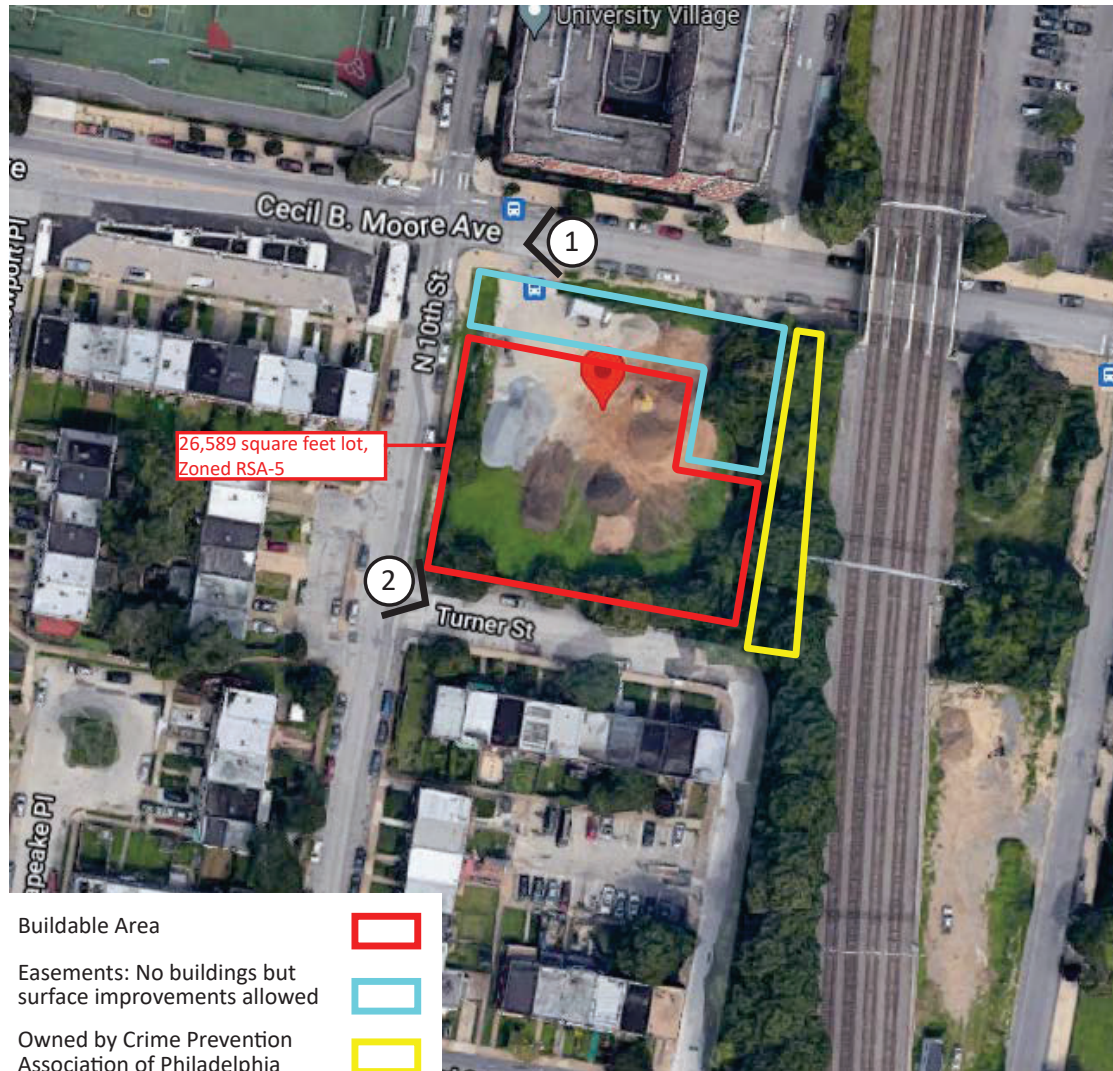 University Village
Cecil B. Moore Ave
1
N 10th St
26,589 square feet lot,
Zoned RSA-5
2
Turner St
Buildable Area
Easements: No buildings but
surface improvements allowed
Owned by Crime Prevention
Association of Philadelphia